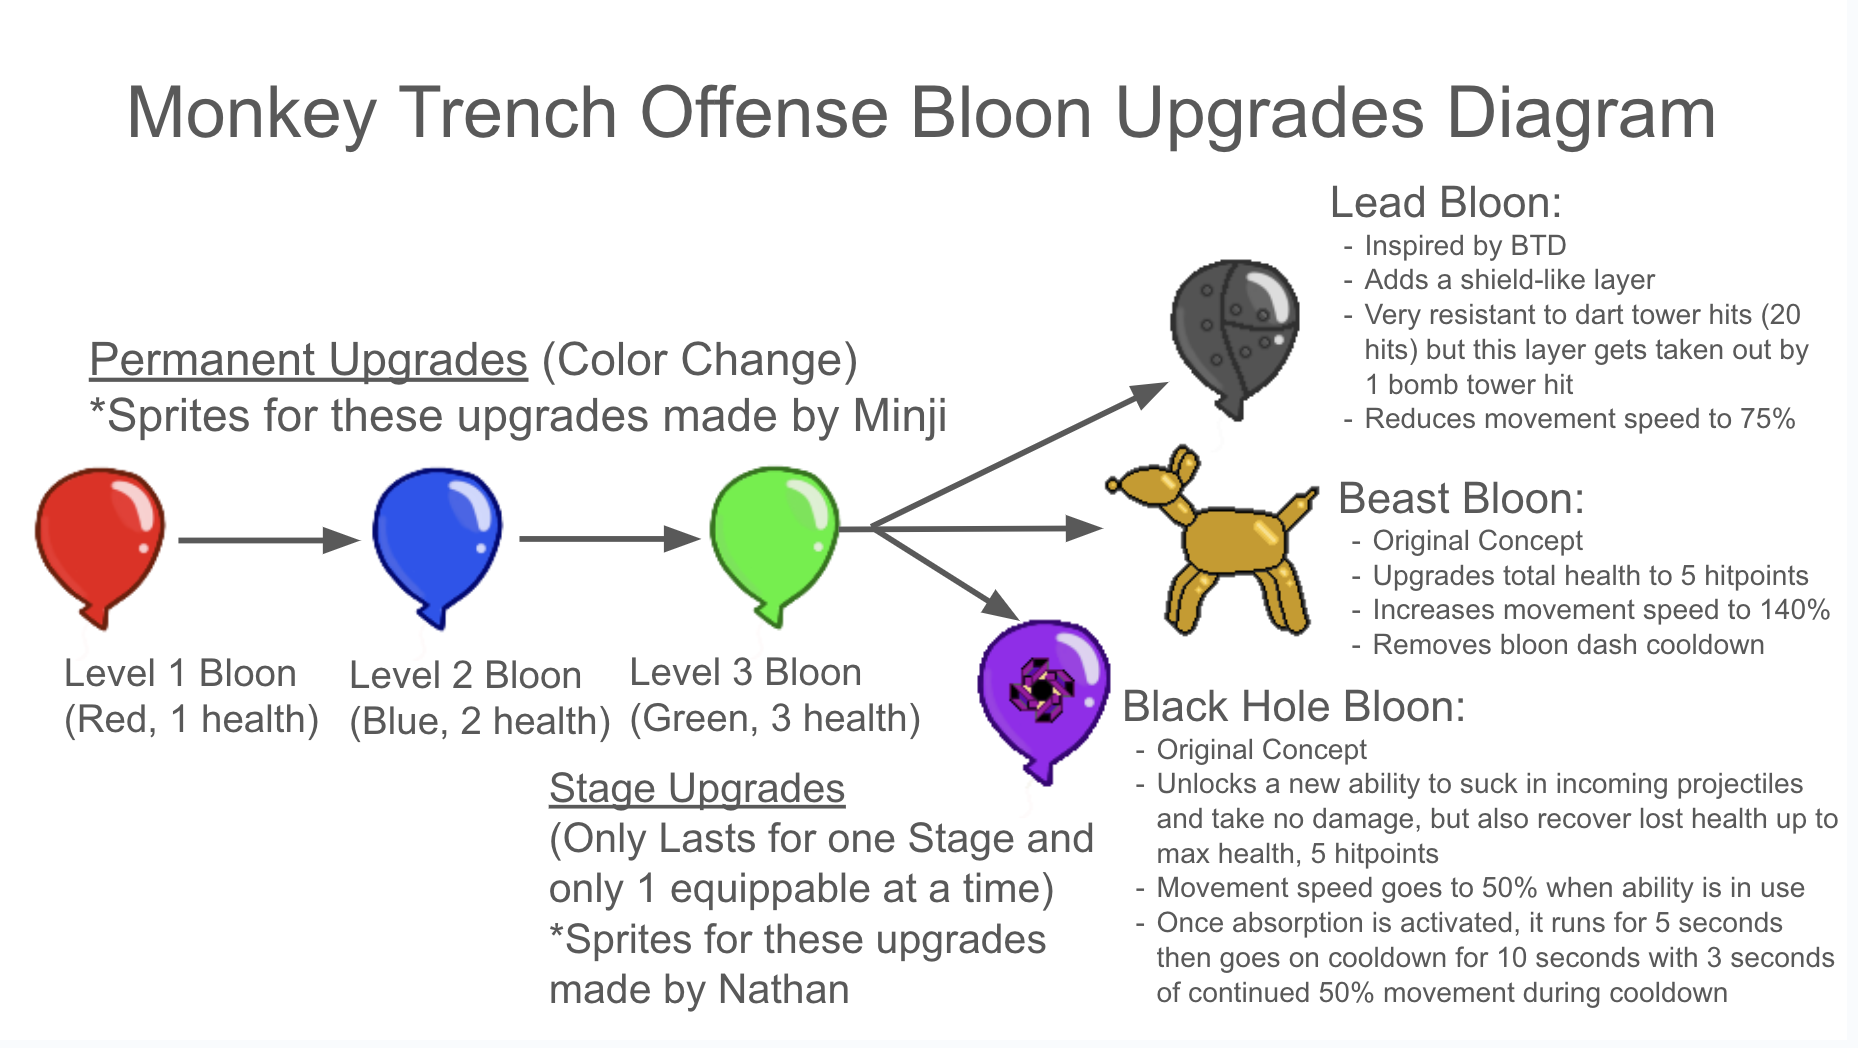 Monkey Trench Offense Bloon Upgrades Diagram
Permanent Upgrades (Color Change)
*Sprites for these upgrades made by Minji
Level 1 Bloon
(Red, 1 health)
Level 2 Bloon
(Blue, 2 health)
Level 3 Bloon
(Green, 3 health)
Stage Upgrades
(Only Lasts for one Stage and
only 1 equippable at a time)
*Sprites for these upgrades
made by Nathan
Lead Bloon:
- Inspired by BTD
- Adds a shield-like layer
- Very resistant to dart tower hits (20
hits) but this layer gets taken out by
1 bomb tower hit
- Reduces movement speed to 75%
Beast Bloon:
- Original Concept
- Upgrades total health to 5 hitpoints
- Increases movement speed to 140%
- Removes bloon dash cooldown
Black Hole Bloon:
- Original Concept
- Unlocks a new ability to suck in incoming projectiles
and take no damage, but also recover lost health up to
max health, 5 hitpoints
- Movement speed goes to 50% when ability is in use
- Once absorption is activated, it runs for 5 seconds
then goes on cooldown for 10 seconds with 3 seconds
of continued 50% movement during cooldown